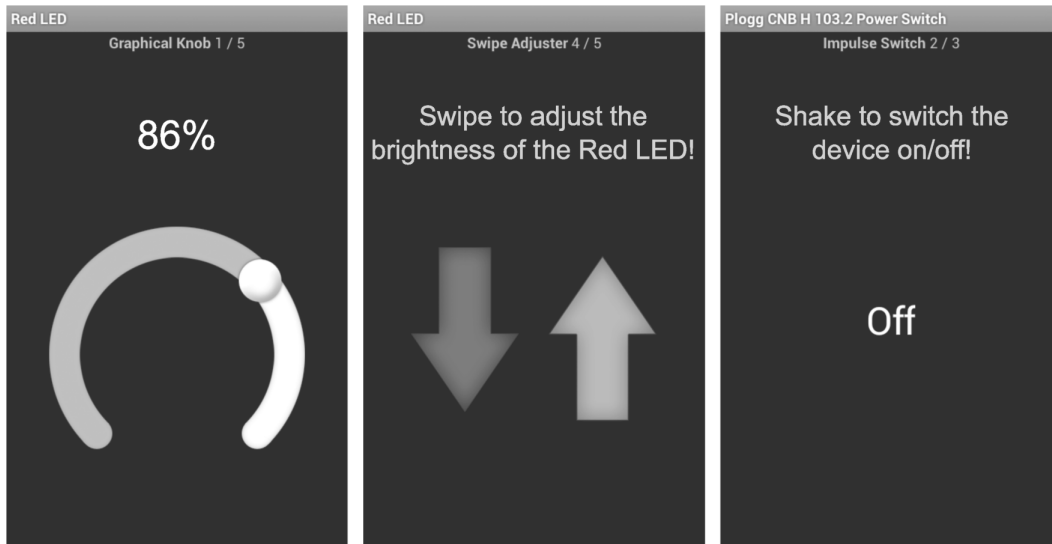 Red LED
Graphical Knob 1 / 5
86%
Red LED
Swipe Adjuster 4 / 5
Swipe to adjust the
brightness of the Red LED!
Plogg CNB H 103.2 Power Switch
Impulse Switch 2 / 3
Shake to switch the
device on/off!
Off